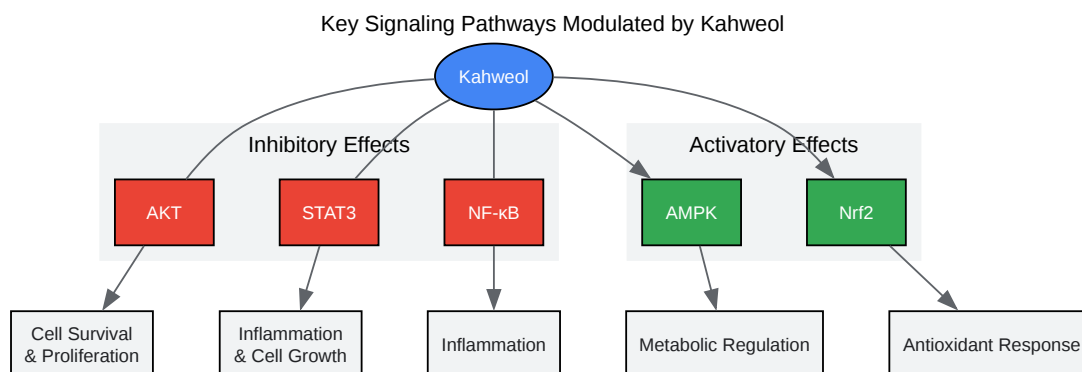 Key Signaling Pathways Modulated by Kahweol
Kahweol
Inhibitory Effects
Activatory Effects
AKT
STAT3
NF-κB
AMPK
Nrf2
Cell Survival
& Proliferation
Inflammation
& Cell Growth
Inflammation
Metabolic Regulation
Antioxidant Response